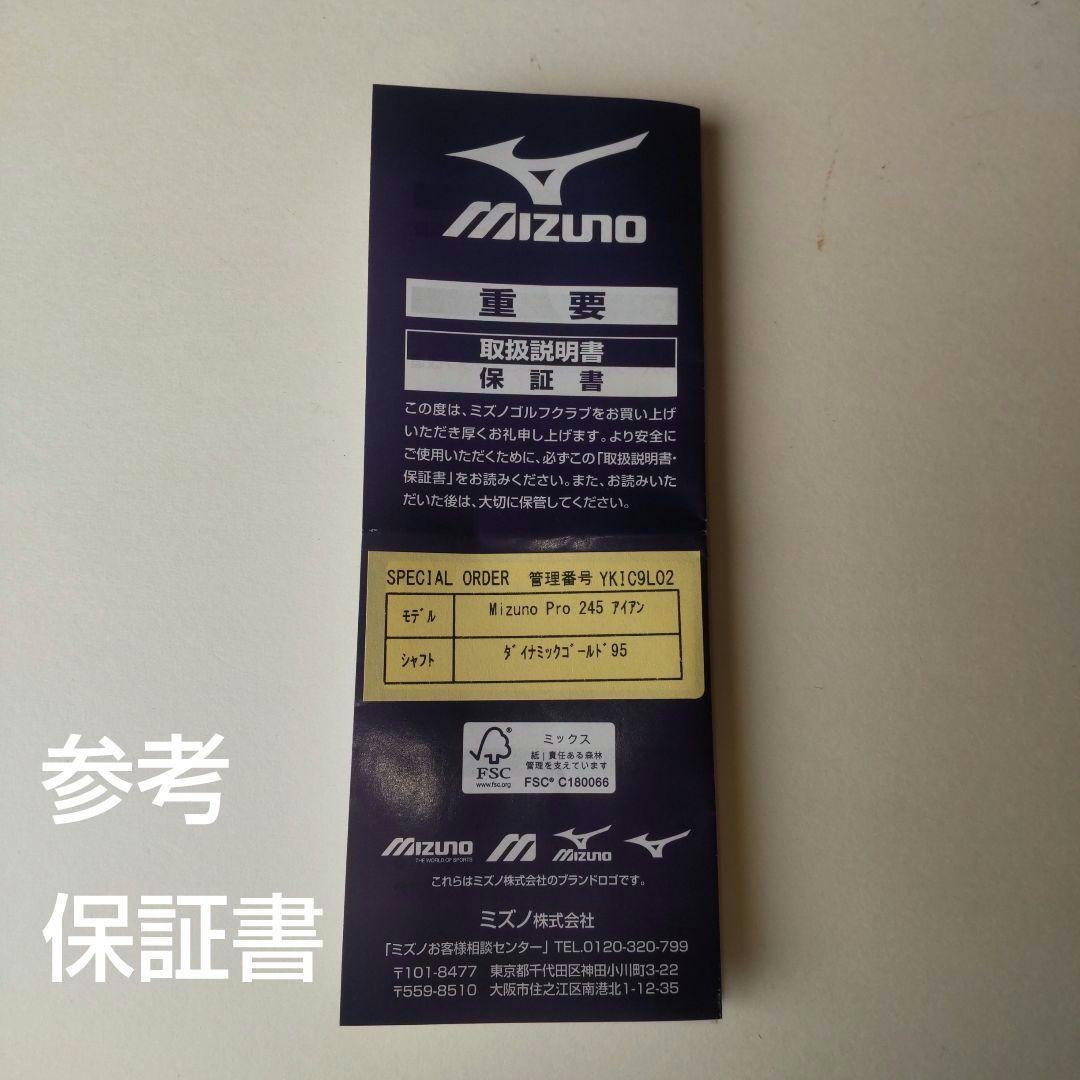 MIZUNO
重 要
取扱説明書
保 証 書
この度は、ミズノゴルフクラブをお買い上げ
いただき厚くお礼申し上げます。より安全に
ご使用いただくために、必ずこの「取扱説明書・
保証書」をお読みください。また、お読みいた
だいた後は、大切に保管してください。
SPECIAL ORDER 管理番号 YKIC9L02
ﾓﾃﾞﾙ Mizuno Pro 245 ｱｲｱﾝ
ｼｬﾌﾄ ﾀﾞｲﾅﾐｯｸｺﾞｰﾙﾄﾞ95
FSC®
www.fsc.org
ミックス
紙|責任ある森林
管理を支えています
FSC® C180066
MIZUNO
THE WORLD OF SPORTS
MIZUNO
これらはミズノ株式会社のブランドロゴです。
ミズノ株式会社
「ミズノお客様相談センター」TEL.0120-320-799
〒101-8477 東京都千代田区神田小川町3-22
〒559-8510 大阪市住之江区南港北1-12-35
参考
保証書